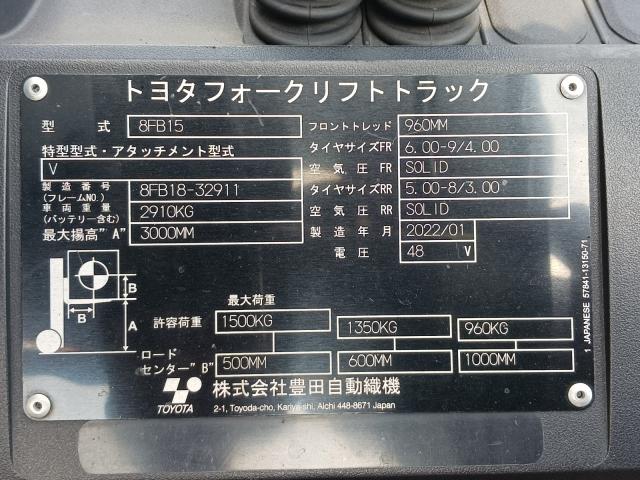 トヨタフォークリフトトラック
型式 8FB15 フロントトレッド 960MM
特型型式・アタッチメント型式 タイヤサイズFR 6.00-9/4.00
V 空気圧FR SOLID
製造番号(フレームNO.) 8FB18-32911 タイヤサイズRR 5.00-8/3.00
車両重量(バッテリー含む) 2910KG 空気圧RR SOLID
最大揚高"A" 3000MM 製造年月 2022/01
電圧 48 V
B
B
A
最大荷重
許容荷重 1500KG 1350KG 960KG
ロードセンター"B" 500MM 600MM 1000MM
TOYOTA 株式会社豊田自動織機
2-1, Toyoda-cho, Kariya-shi, Aichi 448-8671 Japan
1 JAPANESE 57841-13150-71